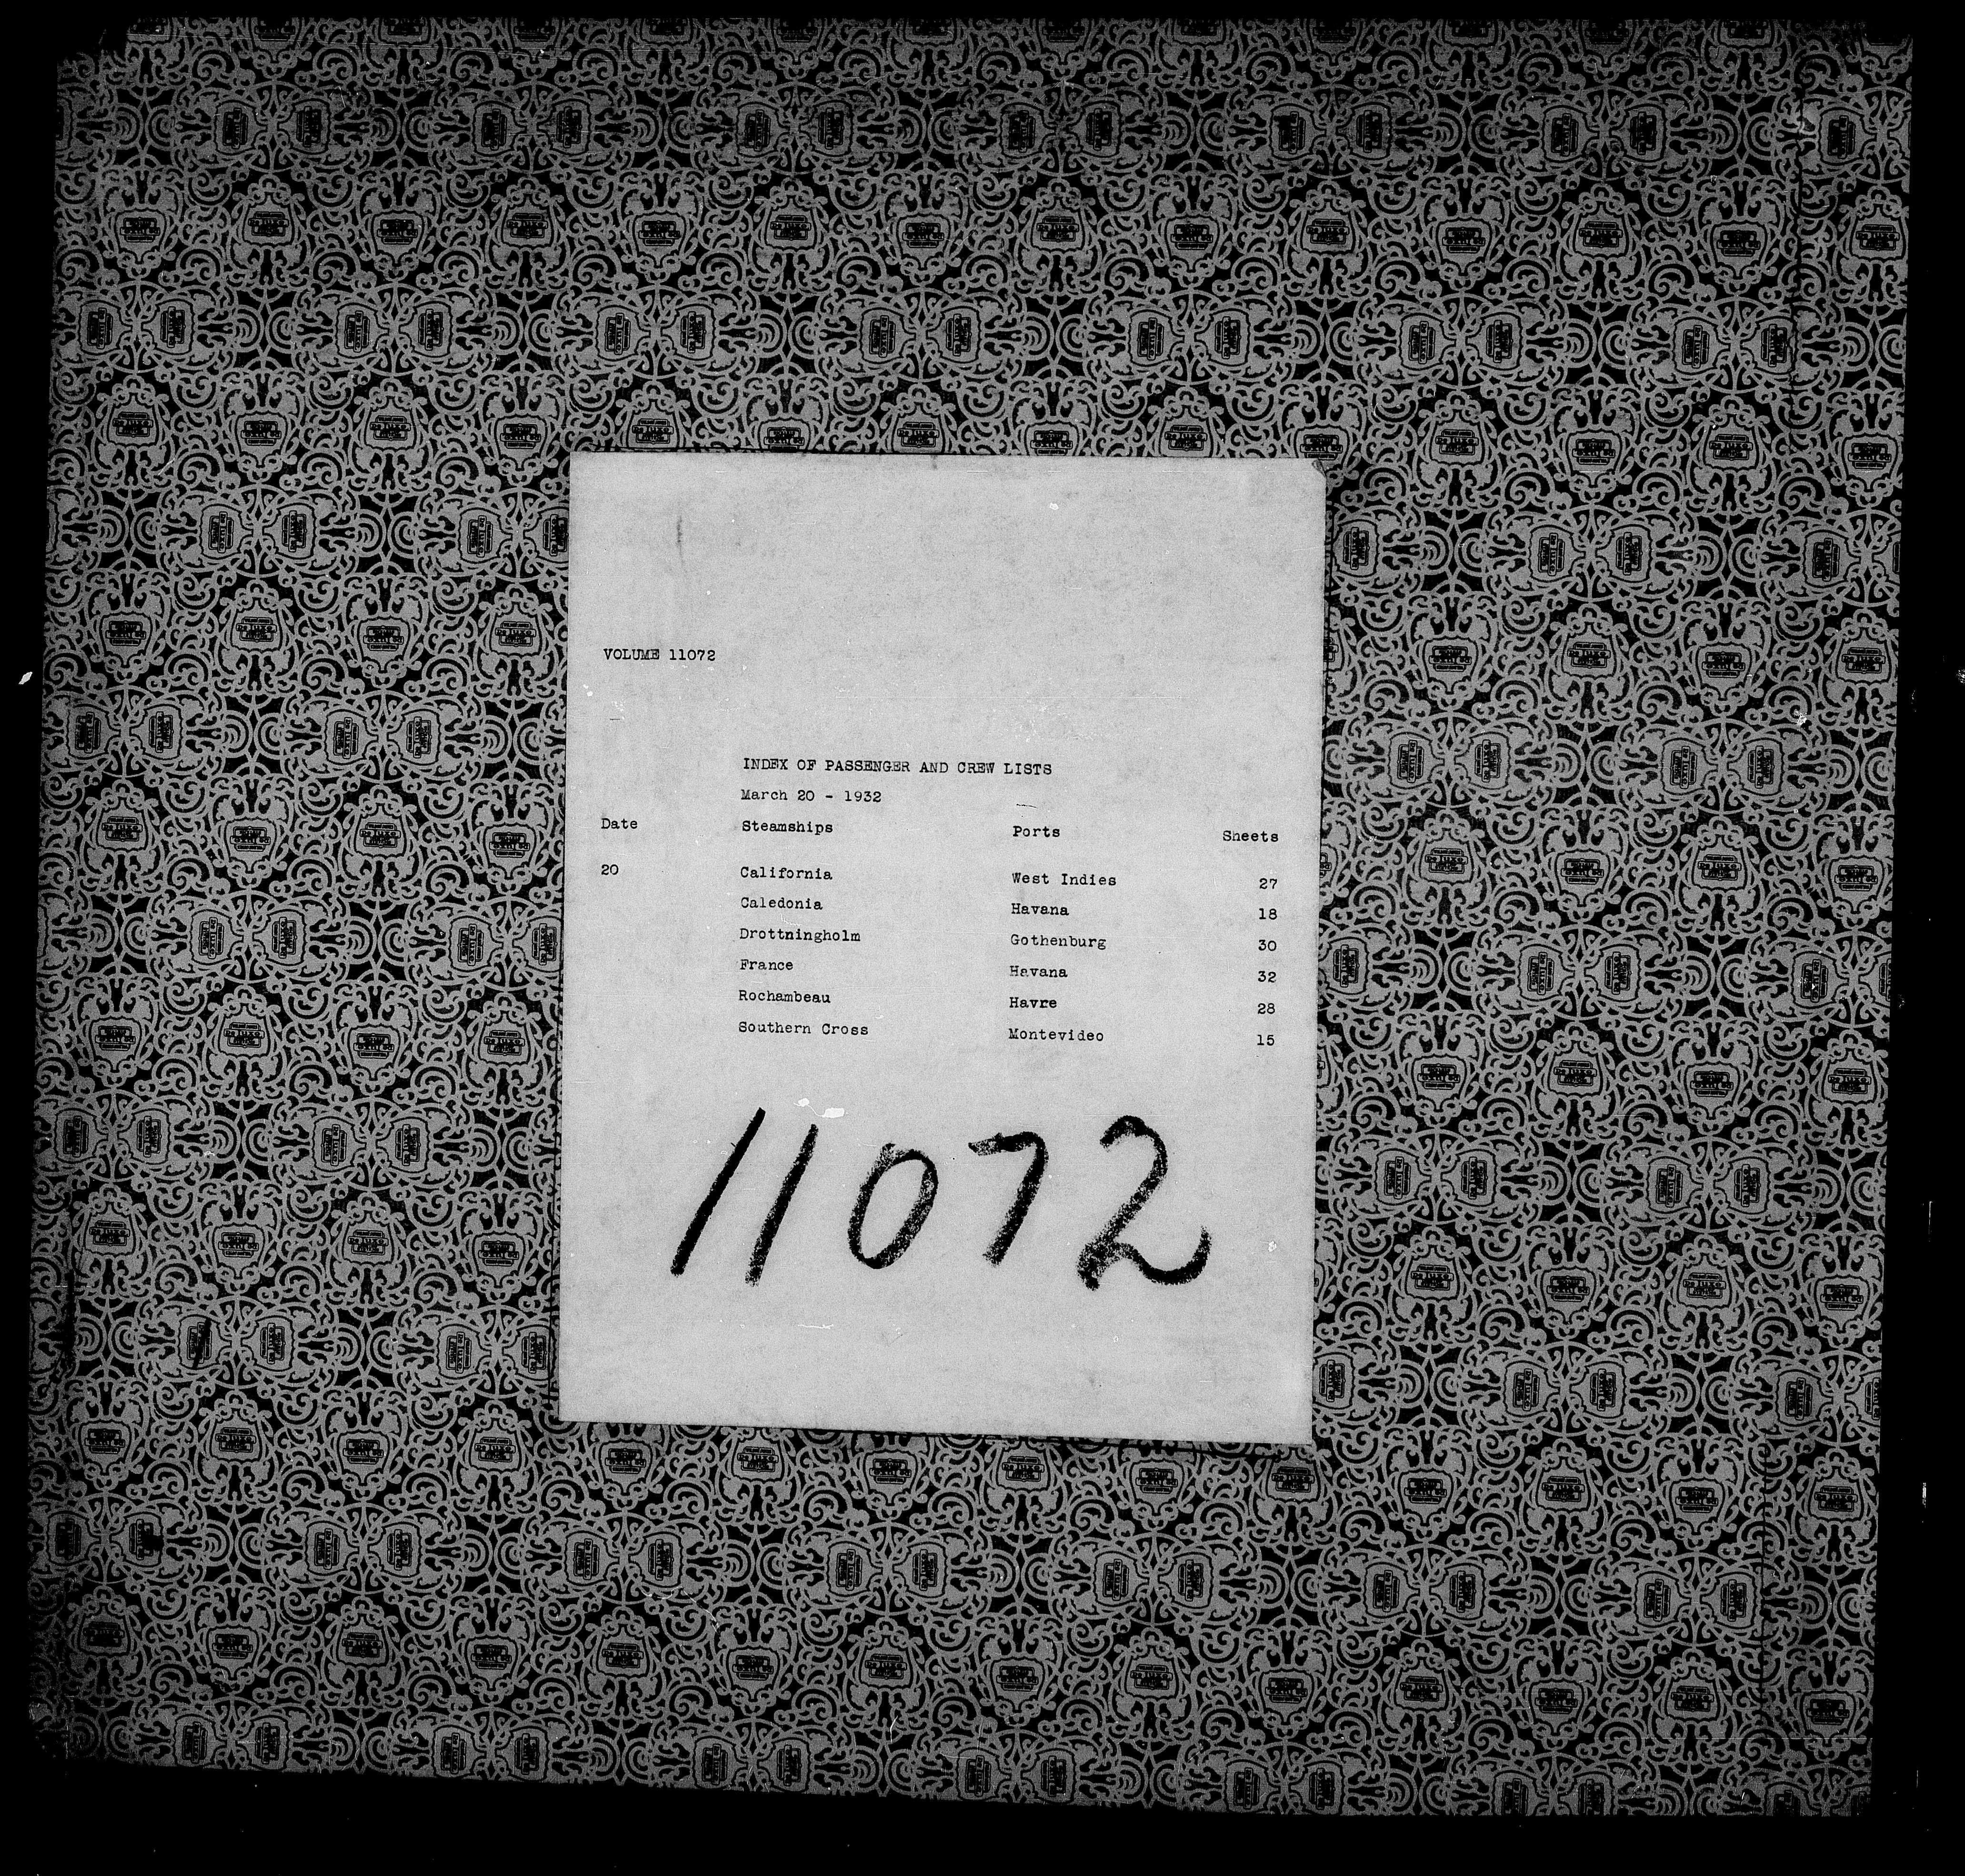 VOLUME 11072
INDEX OF PASSENGER AND CREW LISTS
March 20 - 1932
Date Steamships Ports Sheets
20 California West Indies 27
Caledonia Havana 18
Drottningholm Gothenburg 30
France Havana 32
Rochambeau Havre 28
Southern Cross Montevideo 15
11072